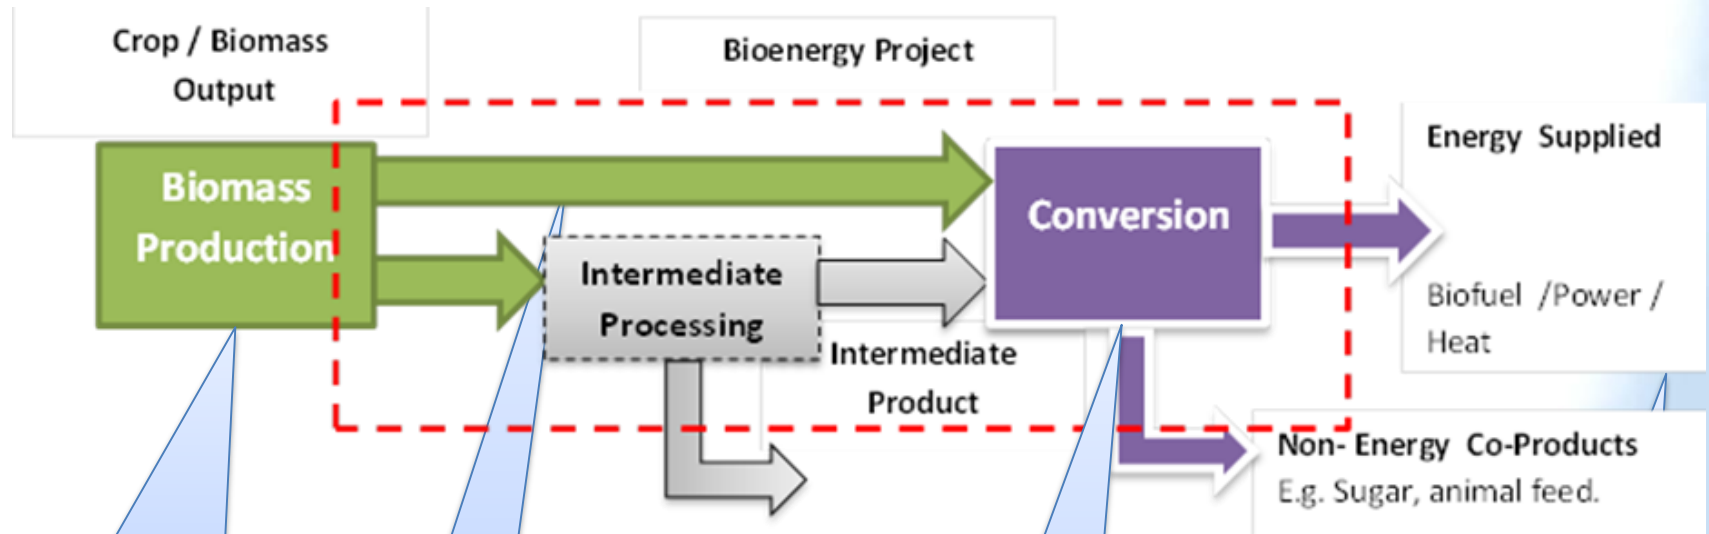 Crop / Biomass
Output
Bioenergy Project
Biomass
Production
Conversion
Energy Supplied
Intermediate
Processing
Biofuel /Power /
Heat
Intermediate
Product
Non- Energy Co-Products
E.g. Sugar, animal feed.